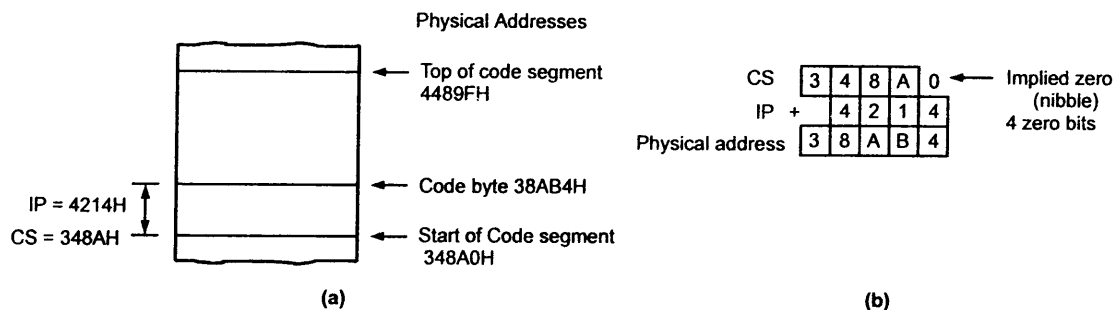 Physical Addresses
Top of code segment
4489FH
Code byte 38AB4H
IP = 4214H
CS = 348AH
Start of Code segment
348A0H
(a)
CS 3 4 8 A 0
IP + 4 2 1 4
Physical address 3 8 A B 4
Implied zero
(nibble)
4 zero bits
(b)